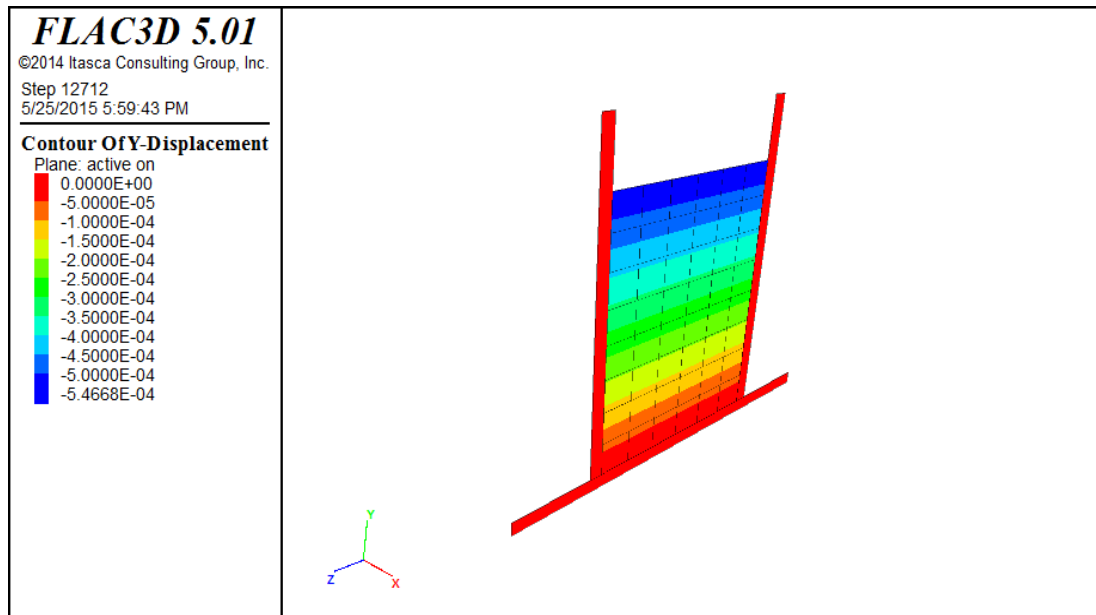 FLAC3D 5.01
©2014 Itasca Consulting Group, Inc.
Step 12712
5/25/2015 5:59:43 PM
Contour Of Y-Displacement
Plane: active on
0.0000E+00
-5.0000E-05
-1.0000E-04
-1.5000E-04
-2.0000E-04
-2.5000E-04
-3.0000E-04
-3.5000E-04
-4.0000E-04
-4.5000E-04
-5.0000E-04
-5.4668E-04
Y
Z
X